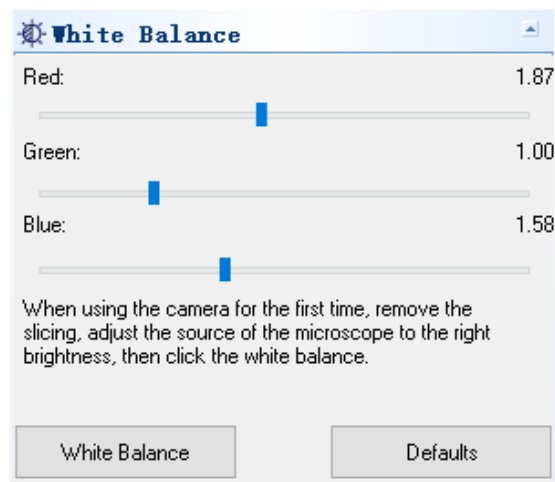 White Balance
Red: 1.87
Green: 1.00
Blue: 1.58
When using the camera for the first time, remove the
slicing, adjust the source of the microscope to the right
brightness, then click the white balance.
White Balance Defaults